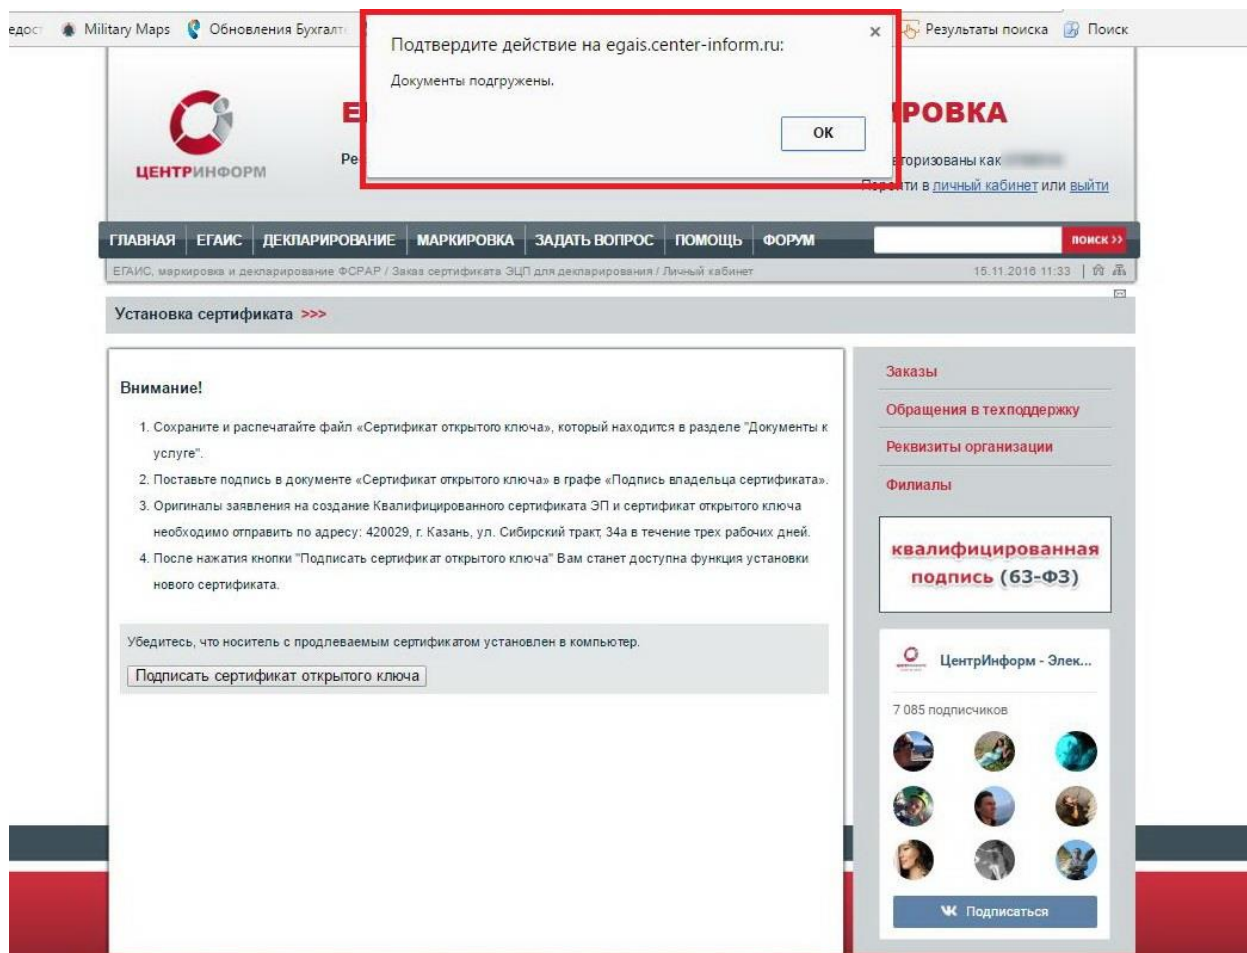 Military Maps
Обновления Бухгалт
Результаты поиска
Поиск
Подтвердите действие на egais.center-inform.ru:
×
Документы подгружены.
OK
ЦЕНТРИНФОРМ
Перейти в личный кабинет или выйти
ГЛАВНАЯ ЕГАИС ДЕКЛАРИРОВАНИЕ МАРКИРОВКА ЗАДАТЬ ВОПРОС ПОМОЩЬ ФОРУМ
ПОИСК >>
ЕГАИС, маркировка и декларирование ФСРАР / Заказ сертификата ЭЦП для декларирования / Личный кабинет
15.11.2016 11:33
Установка сертификата >>>
Внимание!
1. Сохраните и распечатайте файл «Сертификат открытого ключа», который находится в разделе "Документы к
услуге".
2. Поставьте подпись в документе «Сертификат открытого ключа» в графе «Подпись владельца сертификата».
3. Оригиналы заявления на создание Квалифицированного сертификата ЭП и сертификат открытого ключа
необходимо отправить по адресу: 420029, г. Казань, ул. Сибирский тракт, 34а в течение трех рабочих дней.
4. После нажатия кнопки "Подписать сертификат открытого ключа" Вам станет доступна функция установки
нового сертификата.
Убедитесь, что носитель с продлеваемым сертификатом установлен в компьютер.
Подписать сертификат открытого ключа
Заказы
Обращения в техподдержку
Реквизиты организации
Филиалы
квалифицированная
подпись (63-ФЗ)
ЦентрИнформ - Элек...
7 085 подписчиков
Подписаться